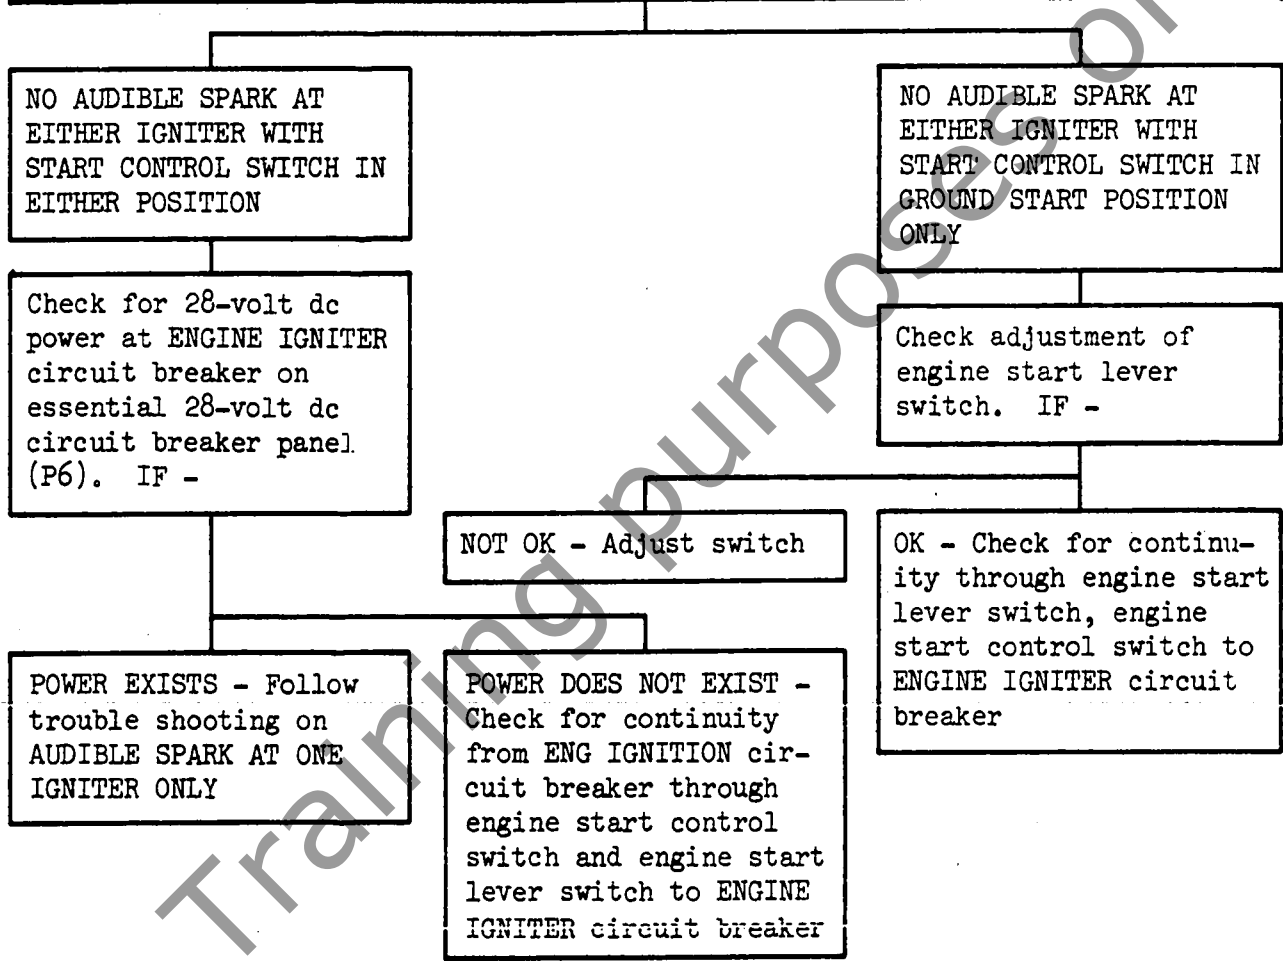 NO AUDIBLE SPARK AT
EITHER IGNITER WITH
START CONTROL SWITCH IN
EITHER POSITION
NO AUDIBLE SPARK AT
EITHER IGNITER WITH
START CONTROL SWITCH IN
GROUND START POSITION
ONLY
Check for 28-volt dc
power at ENGINE IGNITER
circuit breaker on
essential 28-volt dc
circuit breaker panel
(P6). IF -
Check adjustment of
engine start lever
switch. IF -
NOT OK - Adjust switch
OK - Check for continu-
ity through engine start
lever switch, engine
start control switch to
ENGINE IGNITER circuit
breaker
POWER EXISTS - Follow
trouble shooting on
AUDIBLE SPARK AT ONE
IGNITER ONLY
POWER DOES NOT EXIST -
Check for continuity
from ENG IGNITION cir-
cuit breaker through
engine start control
switch and engine start
lever switch to ENGINE
IGNITER circuit breaker
Training purposes